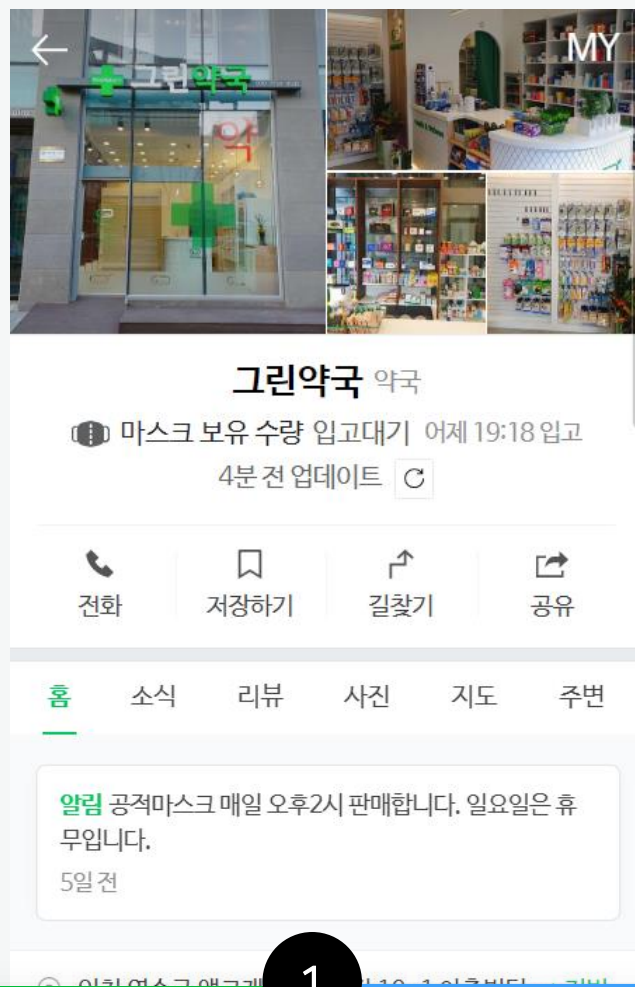 MY
그린약국
약
그린약국 약국
마스크 보유 수량 입고대기 어제 19:18 입고
4분 전 업데이트
전화 저장하기 길찾기 공유
홈 소식 리뷰 사진 지도 주변
알림 공적마스크 매일 오후2시 판매합니다. 일요일은 휴
무입니다.
5일 전
1